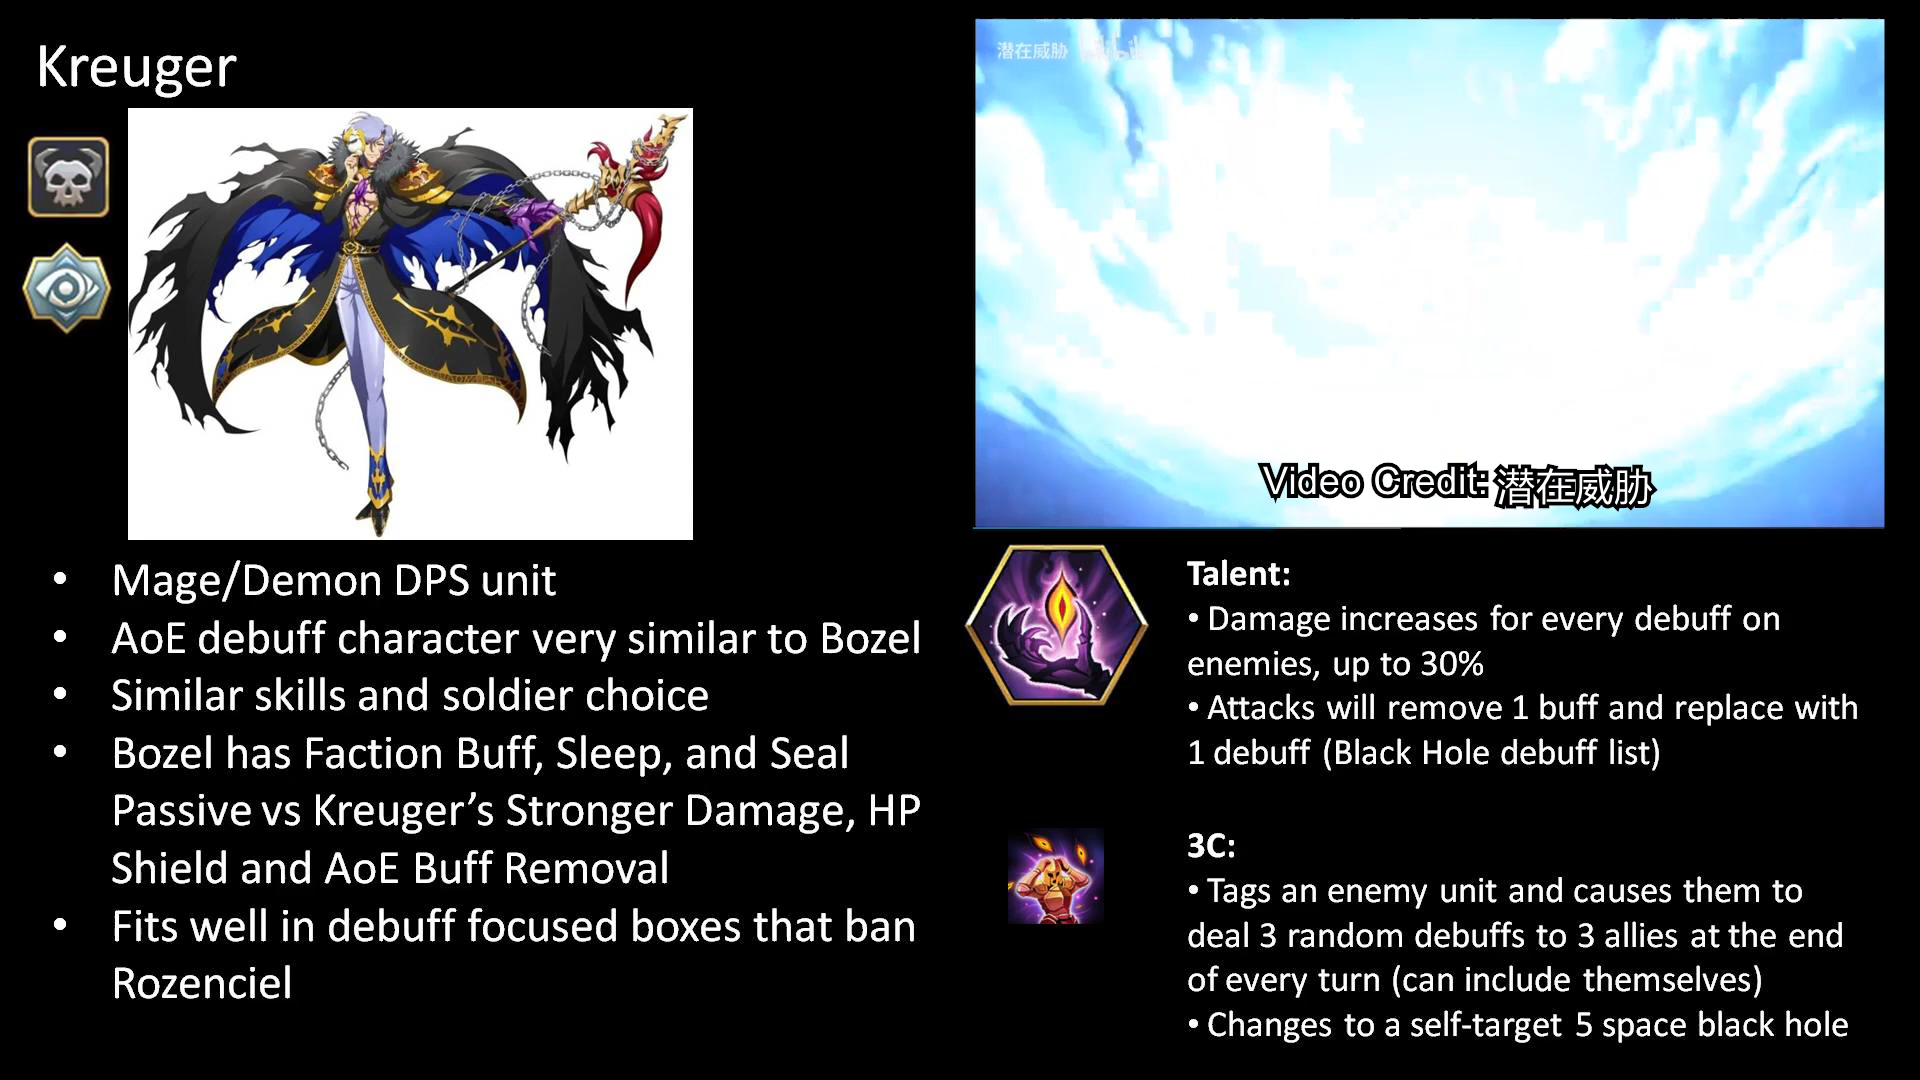 Kreuger
潜在威胁 bilibili
Video Credit: 潜在威胁
• Mage/Demon DPS unit
• AoE debuff character very similar to Bozel
• Similar skills and soldier choice
• Bozel has Faction Buff, Sleep, and Seal
Passive vs Kreuger’s Stronger Damage, HP
Shield and AoE Buff Removal
• Fits well in debuff focused boxes that ban
Rozenciel
Talent:
• Damage increases for every debuff on
enemies, up to 30%
• Attacks will remove 1 buff and replace with
1 debuff (Black Hole debuff list)
3C:
• Tags an enemy unit and causes them to
deal 3 random debuffs to 3 allies at the end
of every turn (can include themselves)
• Changes to a self-target 5 space black hole